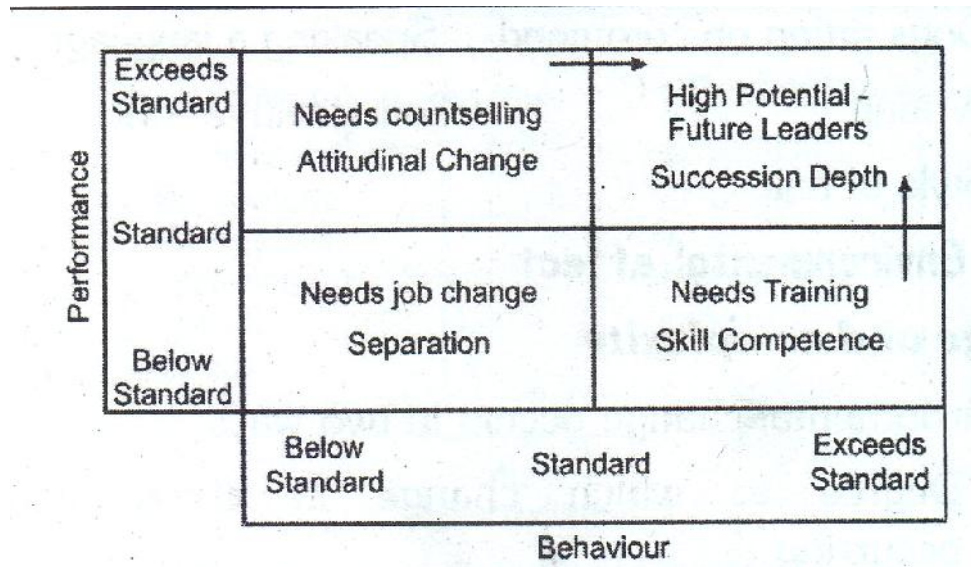 Exceeds
Standard
Needs countselling
Attitudinal Change
High Potential
Future Leaders
Succession Depth
Performance
Standard
Needs job change
Separation
Needs Training
Skill Competence
Below
Standard
Below
Standard
Standard
Exceeds
Standard
Behaviour